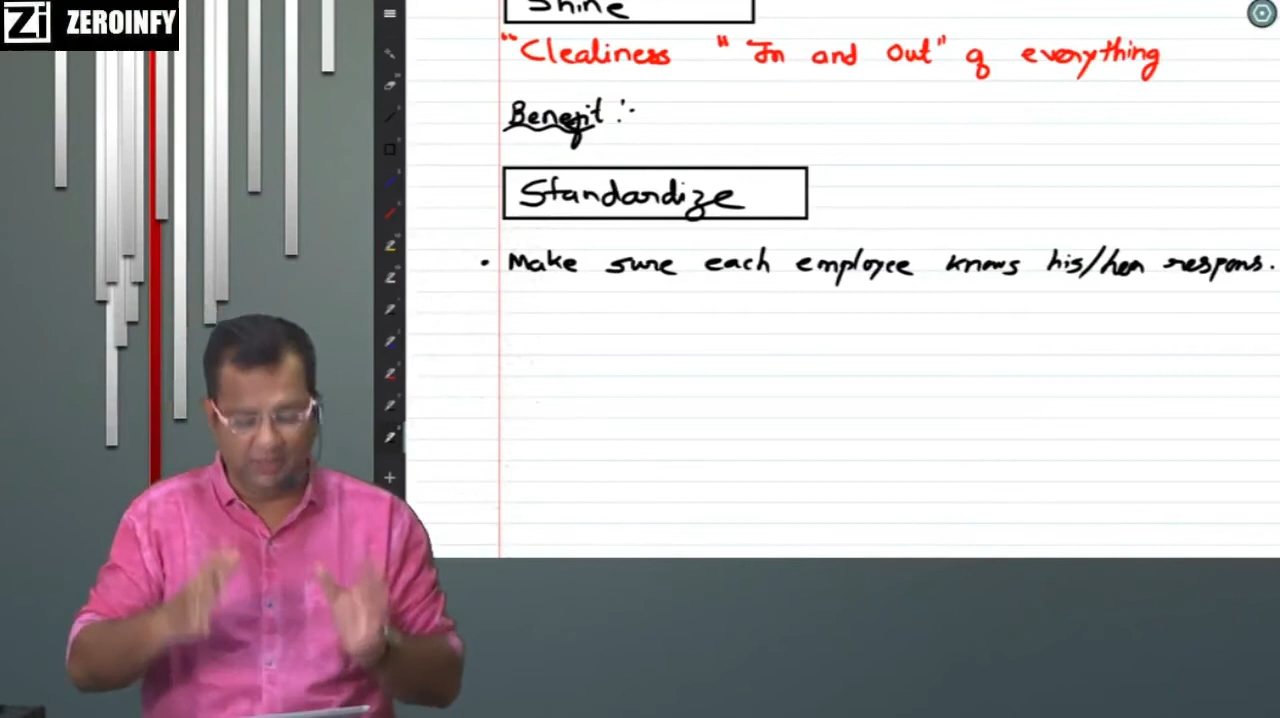 Zi ZEROINFY
Shine
"Clealiness " In and Out" of everything
Benefit :-
Standardize
• Make sure each employee knows his/her respons.